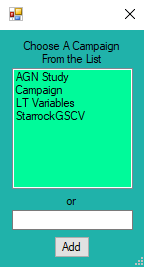 Choose A Campaign
From the List
AGN Study
Campaign
LT Variables
StarrockGSCV
or
Add